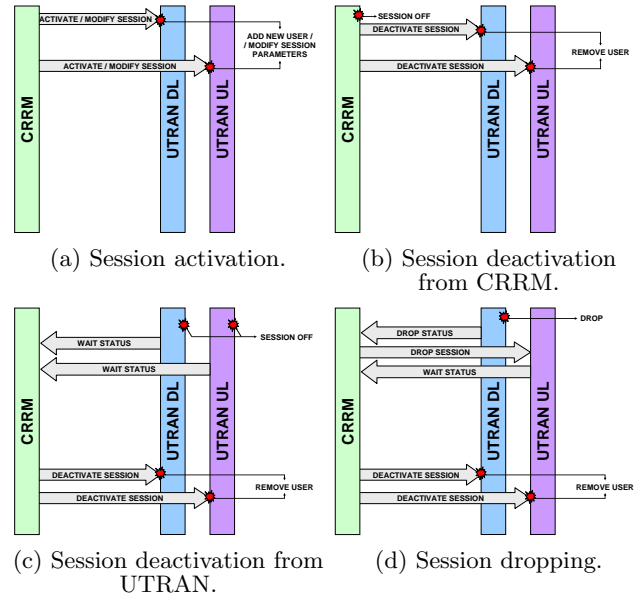 ACTIVATE / MODIFY SESSION
ADD NEW USER /
/ MODIFY SESSION
PARAMETERS
ACTIVATE / MODIFY SESSION
CRRM
UTRAN DL
UTRAN UL
(a) Session activation.
SESSION OFF
DEACTIVATE SESSION
REMOVE USER
DEACTIVATE SESSION
CRRM
UTRAN DL
UTRAN UL
(b) Session deactivation
from CRRM.
SESSION OFF
WAIT STATUS
WAIT STATUS
CRRM
UTRAN DL
UTRAN UL
DEACTIVATE SESSION
REMOVE USER
DEACTIVATE SESSION
(c) Session deactivation from
UTRAN.
DROP
DROP STATUS
DROP SESSION
WAIT STATUS
CRRM
UTRAN DL
UTRAN UL
DEACTIVATE SESSION
REMOVE USER
DEACTIVATE SESSION
(d) Session dropping.